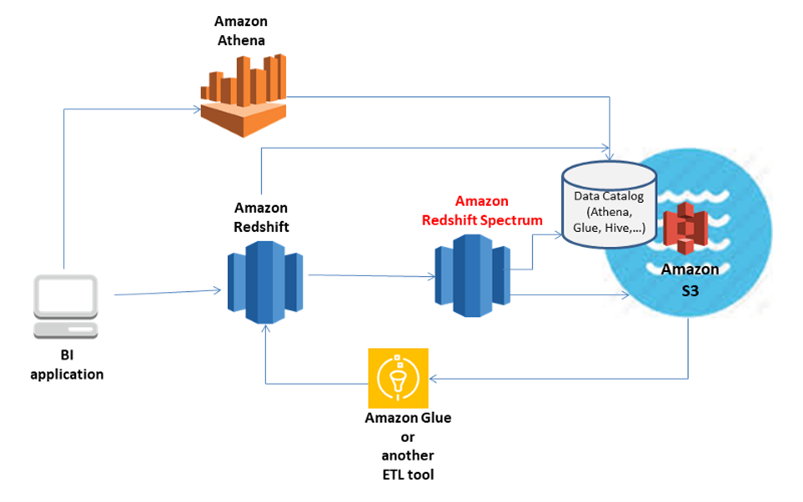 Amazon
Athena
Amazon
Redshift
Amazon
Redshift Spectrum
Data Catalog
(Athena,
Glue, Hive,...)
Amazon
S3
BI
application
Amazon Glue
or
another
ETL tool